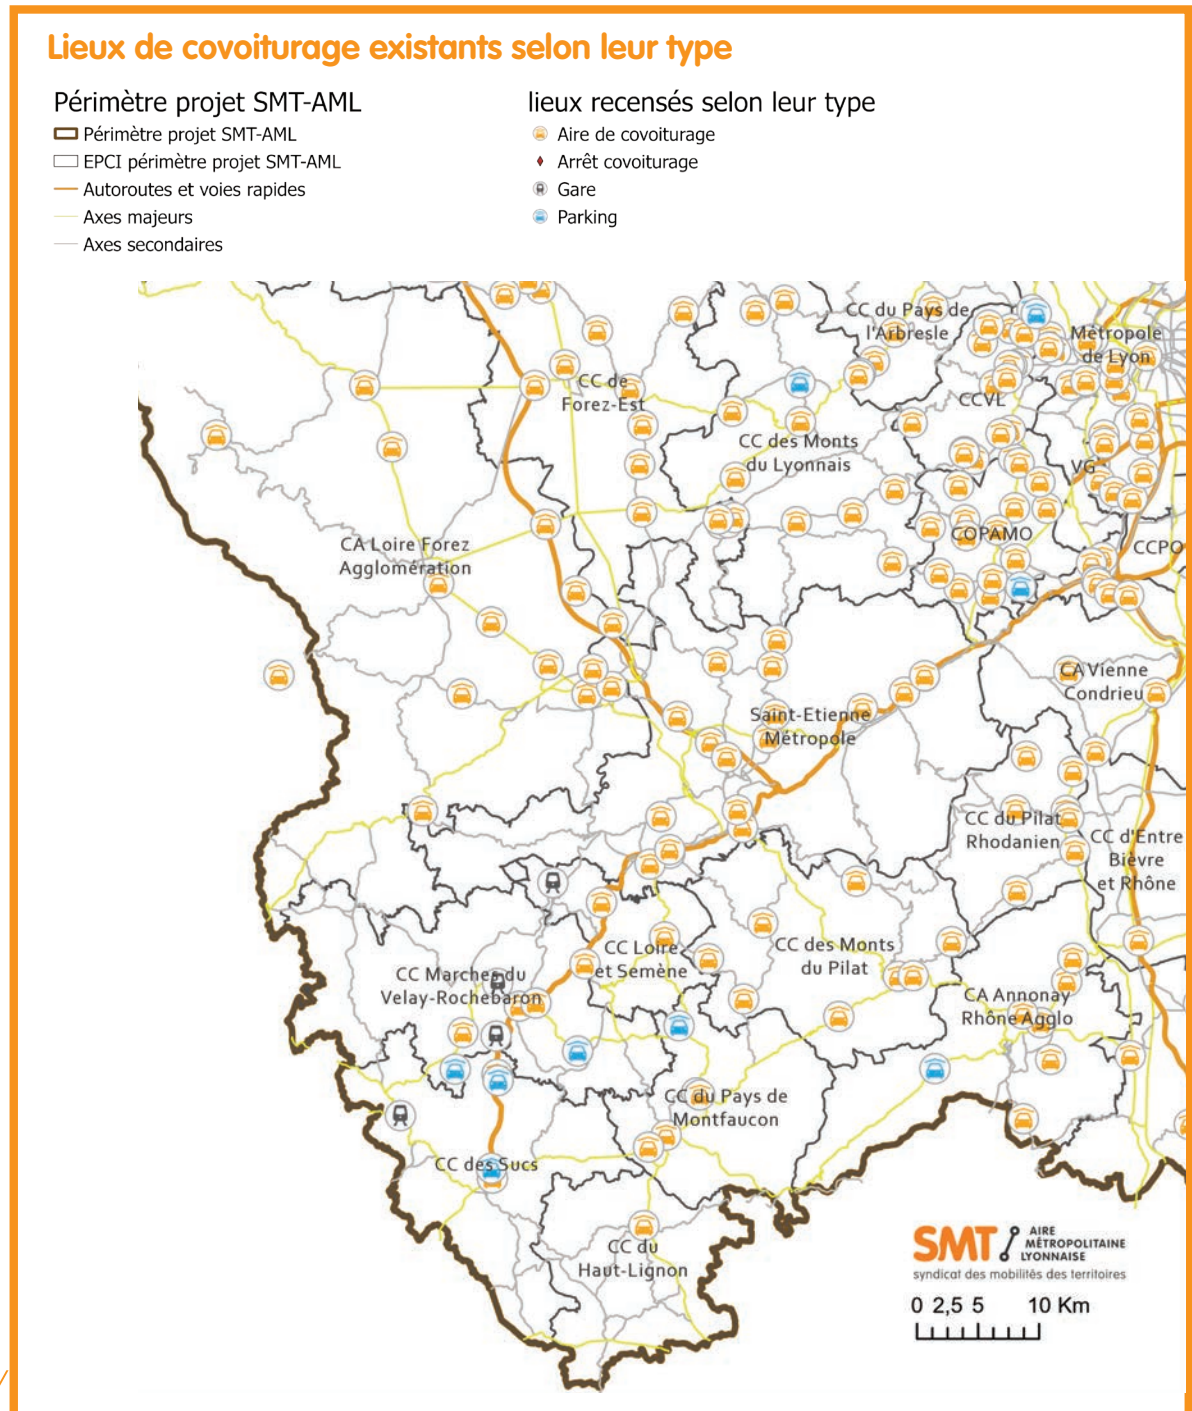 Lieux de covoiturage existants selon leur type
Périmètre projet SMT-AML
Périmètre projet SMT-AML
EPCI périmètre projet SMT-AML
Autoroutes et voies rapides
Axes majeurs
Axes secondaires
lieux recensés selon leur type
Aire de covoiturage
Arrêt covoiturage
Gare
Parking
CC du Pays de
l'Arbresle
Métropole
de Lyon
CC de
Forez-Est
CCVL
CC des Monts
du Lyonnais
VG
CA Loire Forez
Agglomération
COPAMO
CCPO
CA Vienne
Condrieu
Saint-Etienne
Métropole
CC du Pilat
Rhodanien
CC d'Entre
Bièvre
et Rhône
CC Loire
et Semène
CC des Monts
du Pilat
CC Marches du
Velay-Rochebaron
CA Annonay
Rhône Agglo
CC du Pays de
Montfaucon
CC des Sucs
CC du
Haut-Lignon
SMT
AIRE
MÉTROPOLITAINE
LYONNAISE
syndicat des mobilités des territoires
0 2,5 5 10 Km